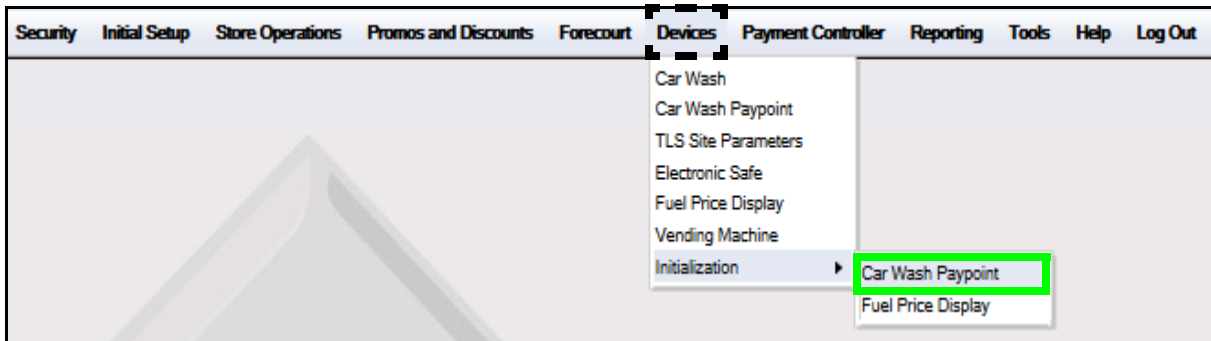 Security Initial Setup Store Operations Promos and Discounts Forecourt Devices Payment Controller Reporting Tools Help Log Out
Car Wash
Car Wash Paypoint
TLS Site Parameters
Electronic Safe
Fuel Price Display
Vending Machine
Initialization
Car Wash Paypoint
Fuel Price Display